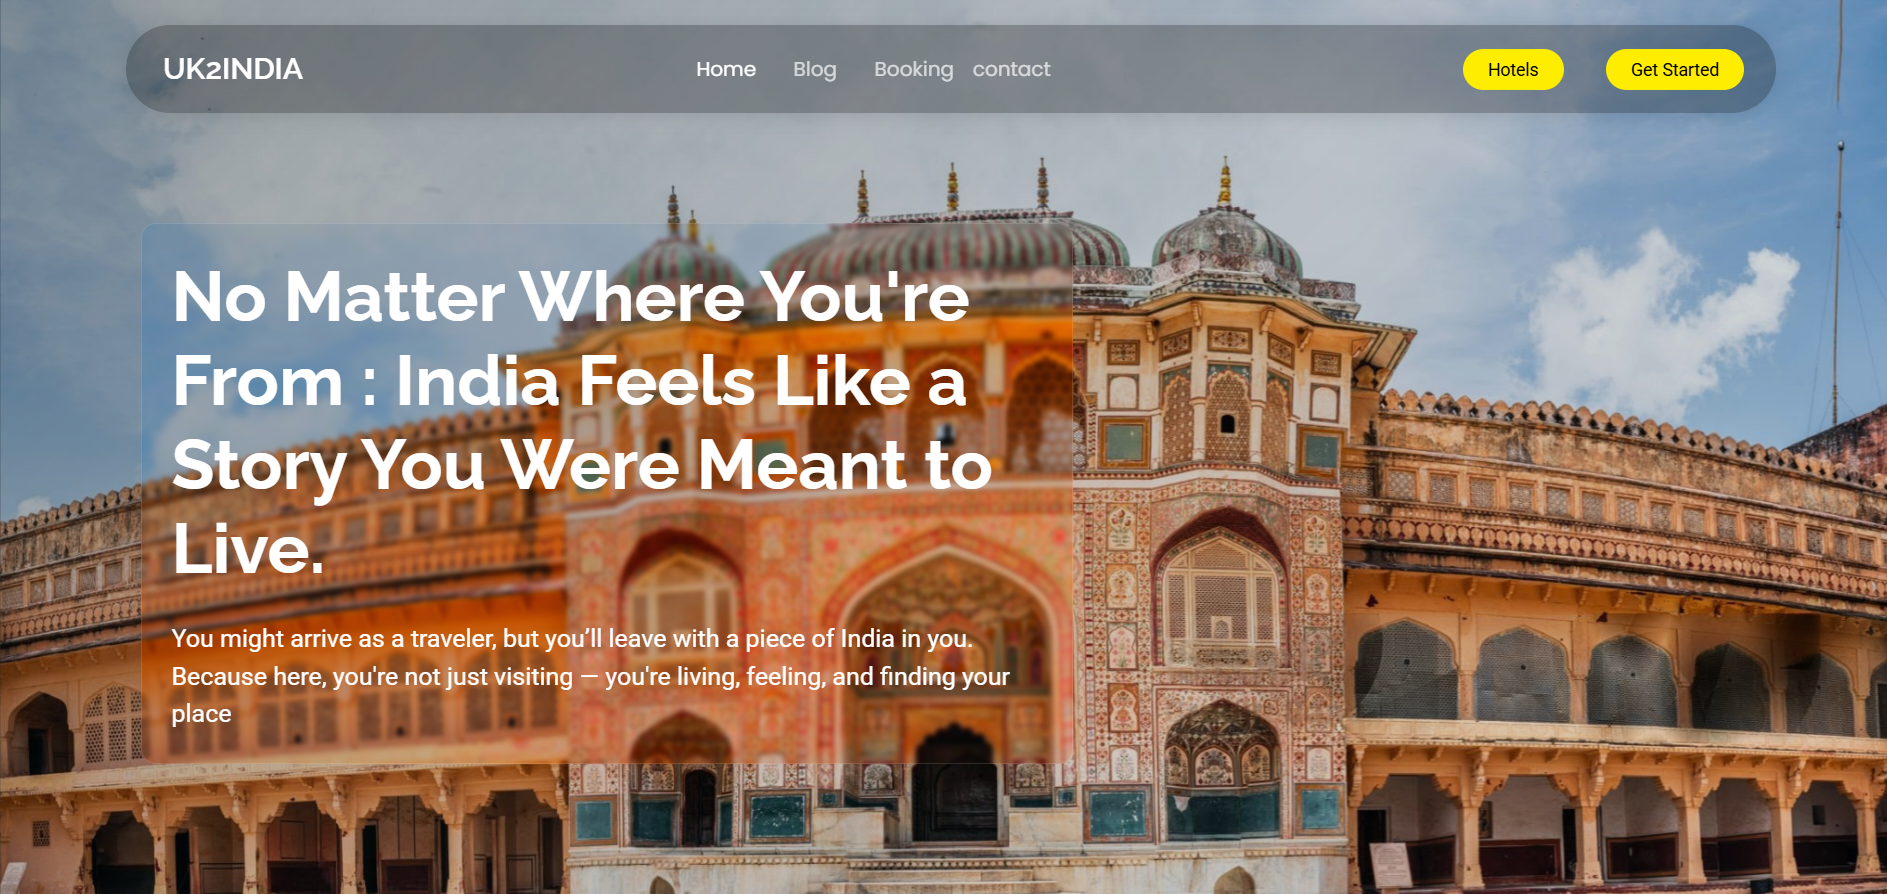 UK2INDIA
Home Blog Booking contact
Hotels Get Started
No Matter Where You're
From : India Feels Like a
Story You Were Meant to
Live.
You might arrive as a traveler, but you’ll leave with a piece of India in you.
Because here, you're not just visiting — you're living, feeling, and finding your
place